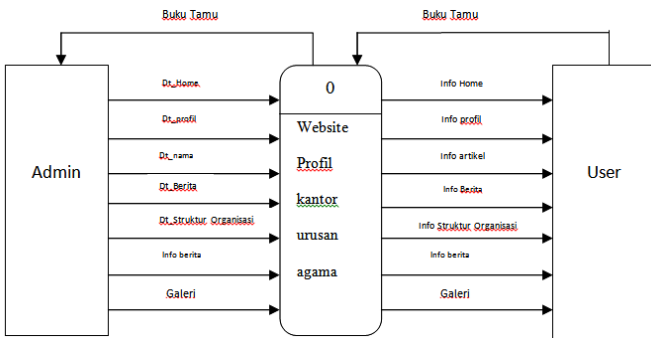 Buku Tamu
Buku Tamu
Admin
Dt_Home
Dt_profil
Dt_nama
Dt_Berita
Dt_Struktur Organisasi
Info berita
Galeri
0
Website
Profil
kantor
urusan
agama
Info Home
Info profil
Info artikel
Info Berita
Info Struktur Organisasi
Info berita
Galeri
User